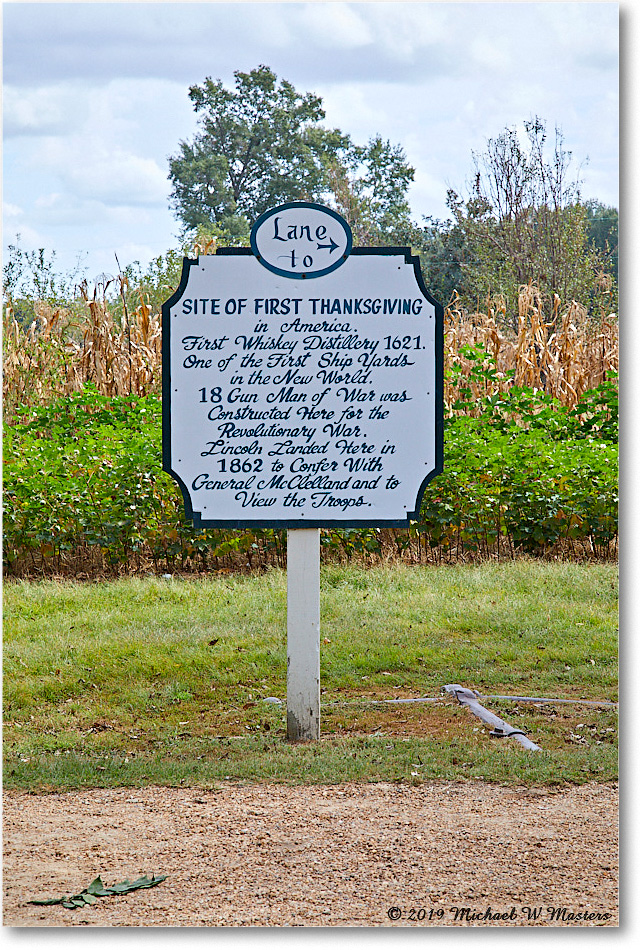 Lane →
to
SITE OF FIRST THANKSGIVING
in America.
First Whiskey Distillery 1621.
One of the First Ship Yards
in the New World.
18 Gun Man of War was
Constructed Here for the
Revolutionary War.
Lincoln Landed Here in
1862 to Confer With
General McClelland and to
View the Troops.
© 2019 Michael W Masters